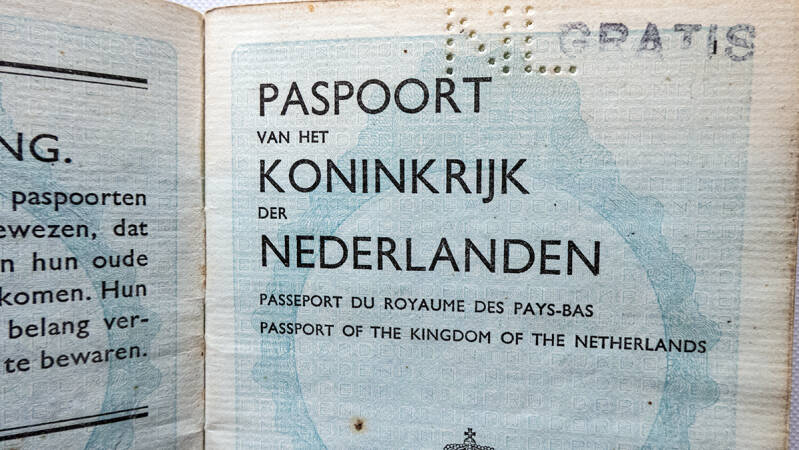 NG.
paspoorten
ewezen, dat
n hun oude
komen. Hun
belang ver-
te bewaren.
NL GRATIS
PASPOORT
VAN HET
KONINKRIJK
DER
NEDERLANDEN
PASSEPORT DU ROYAUME DES PAYS-BAS
PASSPORT OF THE KINGDOM OF THE NETHERLANDS